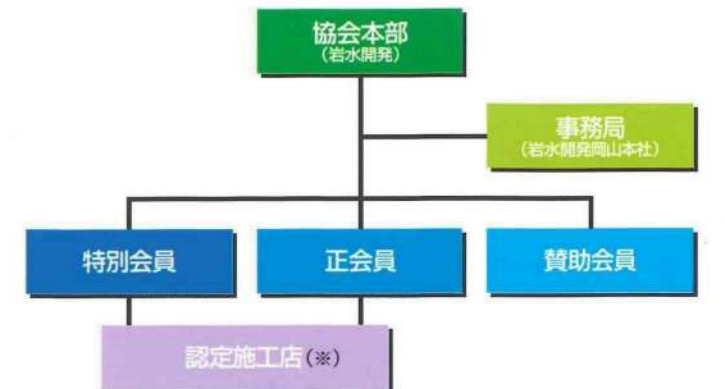 協会本部
(岩水開発)
事務局
(岩水開発岡山本社)
特別会員
正会員
賛助会員
認定施工店(※)